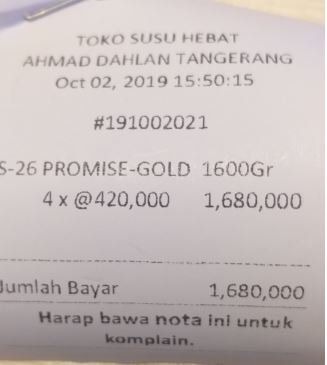 TOKO SUSU HEBAT
AHMAD DAHLAN TANGERANG
Oct 02, 2019 15:50:15
#191002021
S-26 PROMISE-GOLD 1600Gr
4 x @420,000 1,680,000
Jumlah Bayar 1,680,000
Harap bawa nota ini untuk
komplain.